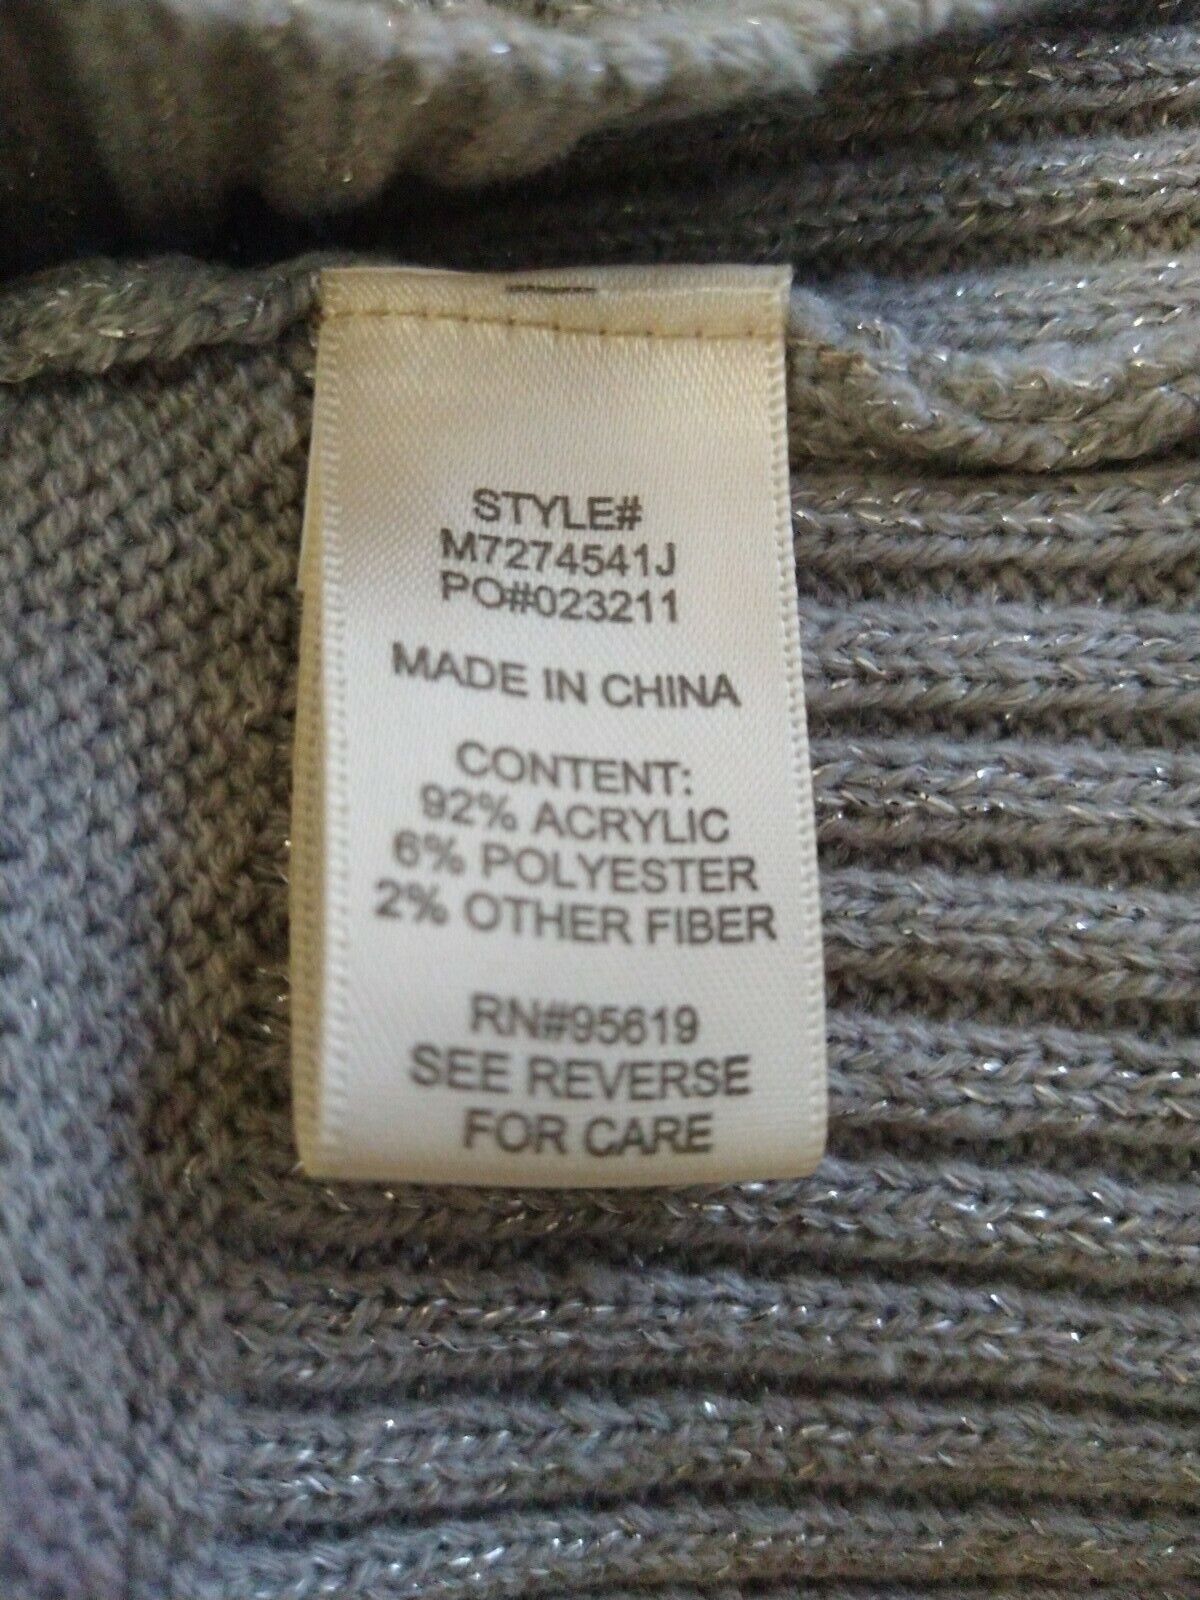 STYLE#
M7274541J
PO#023211
MADE IN CHINA
CONTENT:
92% ACRYLIC
6% POLYESTER
2% OTHER FIBER
RN#95619
SEE REVERSE
FOR CARE